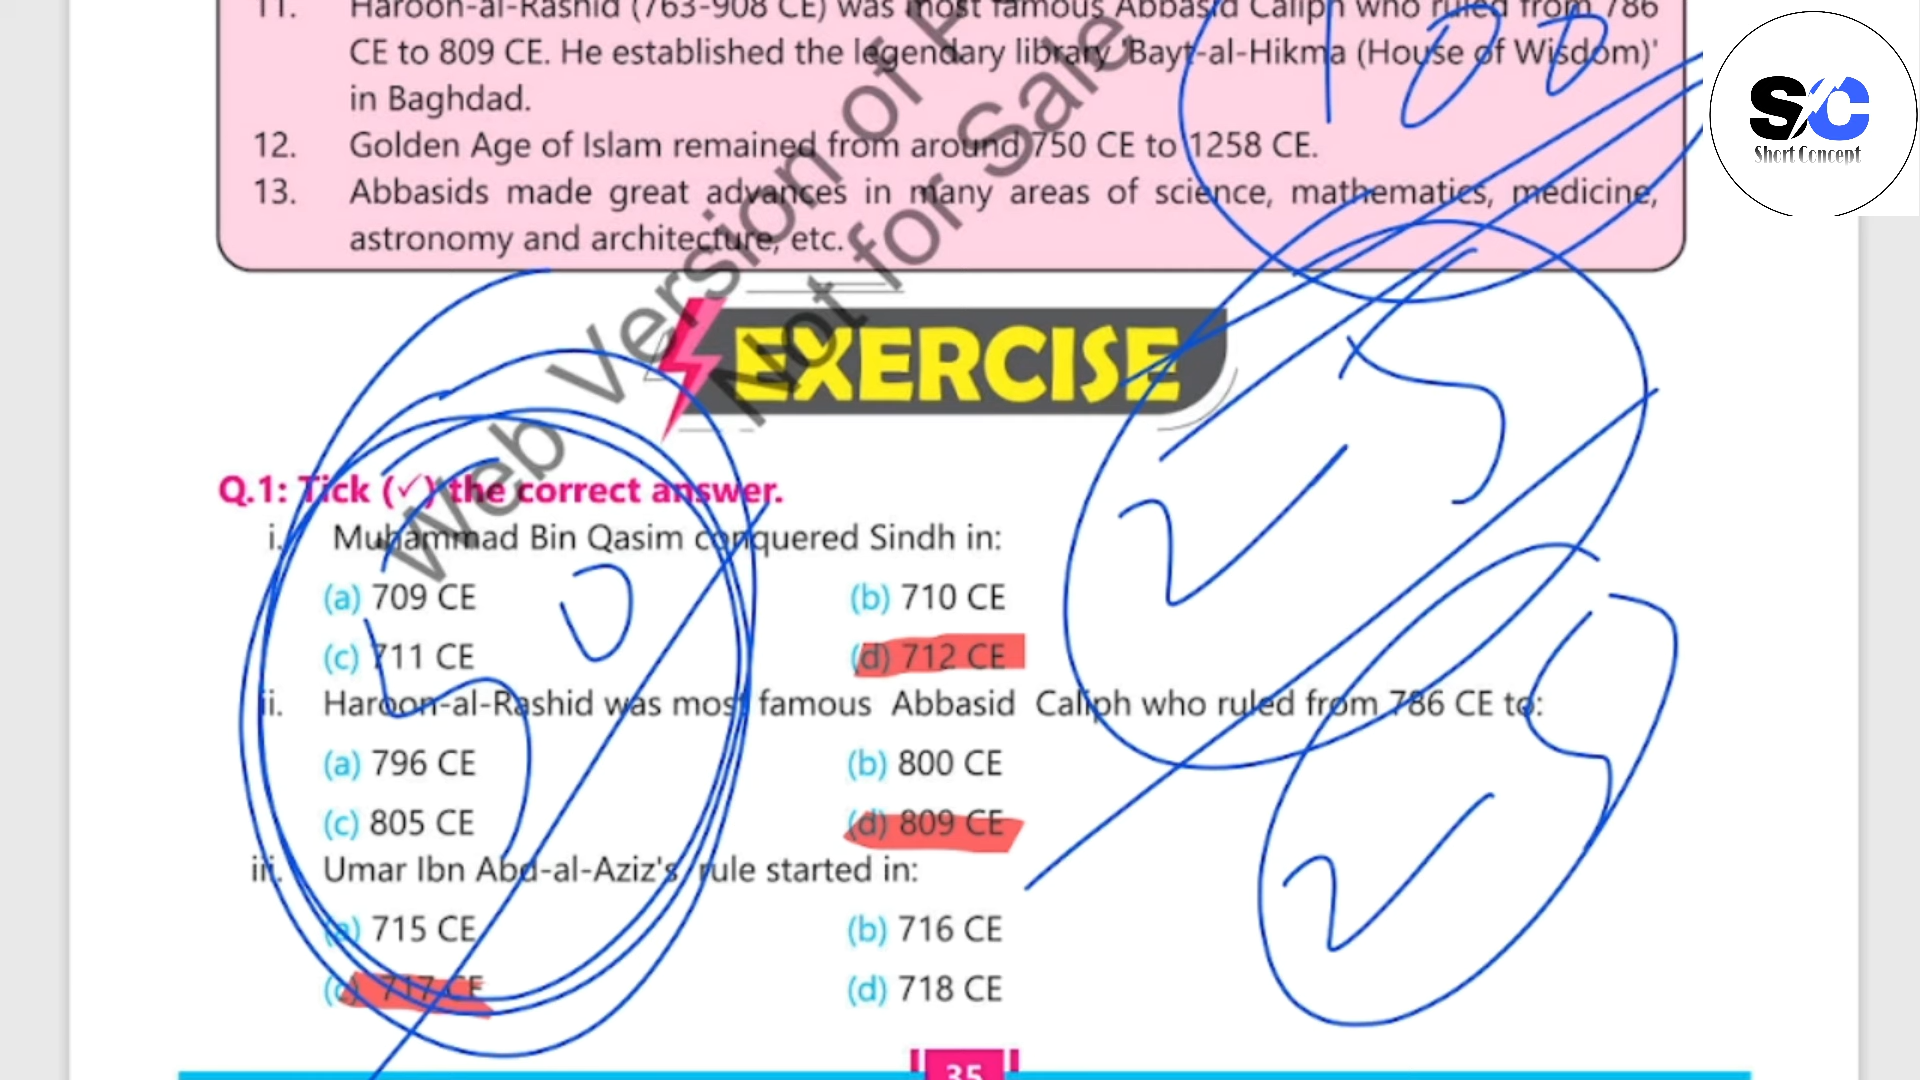 11. Haroon-al-Rashid (763-908 CE) was most famous Abbasid Caliph who ruled from 786
CE to 809 CE. He established the legendary library 'Bayt-al-Hikma (House of Wisdom)'
in Baghdad.
12. Golden Age of Islam remained from around 750 CE to 1258 CE.
13. Abbasids made great advances in many areas of science, mathematics, medicine,
astronomy and architecture, etc.
100
SC
Short Concept
Web Version of
Not for Sale
EXERCISE
Q.1: Tick (✓) the correct answer.
i. Muhammad Bin Qasim conquered Sindh in:
(a) 709 CE (b) 710 CE
(c) 711 CE (d) 712 CE
ii. Haroon-al-Rashid was most famous Abbasid Caliph who ruled from 786 CE to:
(a) 796 CE (b) 800 CE
(c) 805 CE (d) 809 CE
iii. Umar Ibn Abd-al-Aziz's rule started in:
(a) 715 CE (b) 716 CE
(c) 717 CE (d) 718 CE
50
35